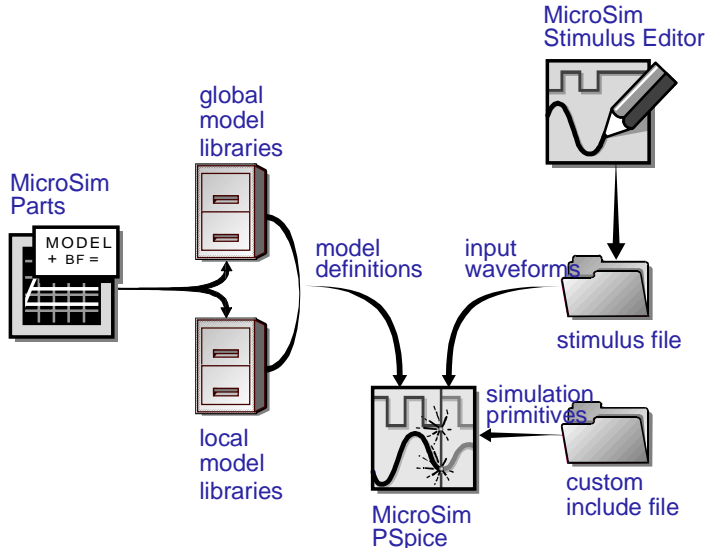 MicroSim
Stimulus Editor
global
model
libraries
MicroSim
Parts
MODEL
+ BF =
model
definitions
input
waveforms
stimulus file
simulation
primitives
local
model
libraries
custom
include file
MicroSim
PSpice